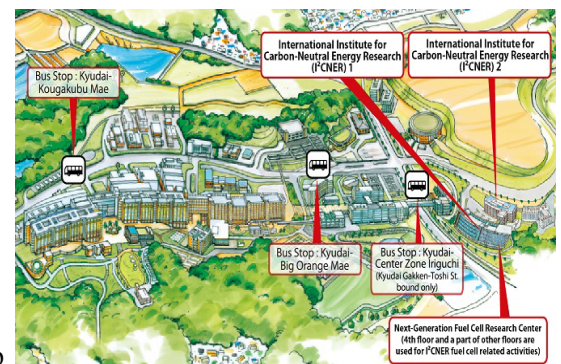 International Institute for
Carbon-Neutral Energy Research
(I²CNER) 1
International Institute for
Carbon-Neutral Energy Research
(I²CNER) 2
Bus Stop : Kyudai-
Kougakubu Mae
Bus Stop : Kyudai-
Big Orange Mae
Bus Stop : Kyudai-
Center Zone Iriguchi
(Kyudai Gakken-Toshi St.
bound only)
Next-Generation Fuel Cell Research Center
(4th floor and a part of other floors are
used for I²CNER fuel cell related activities)